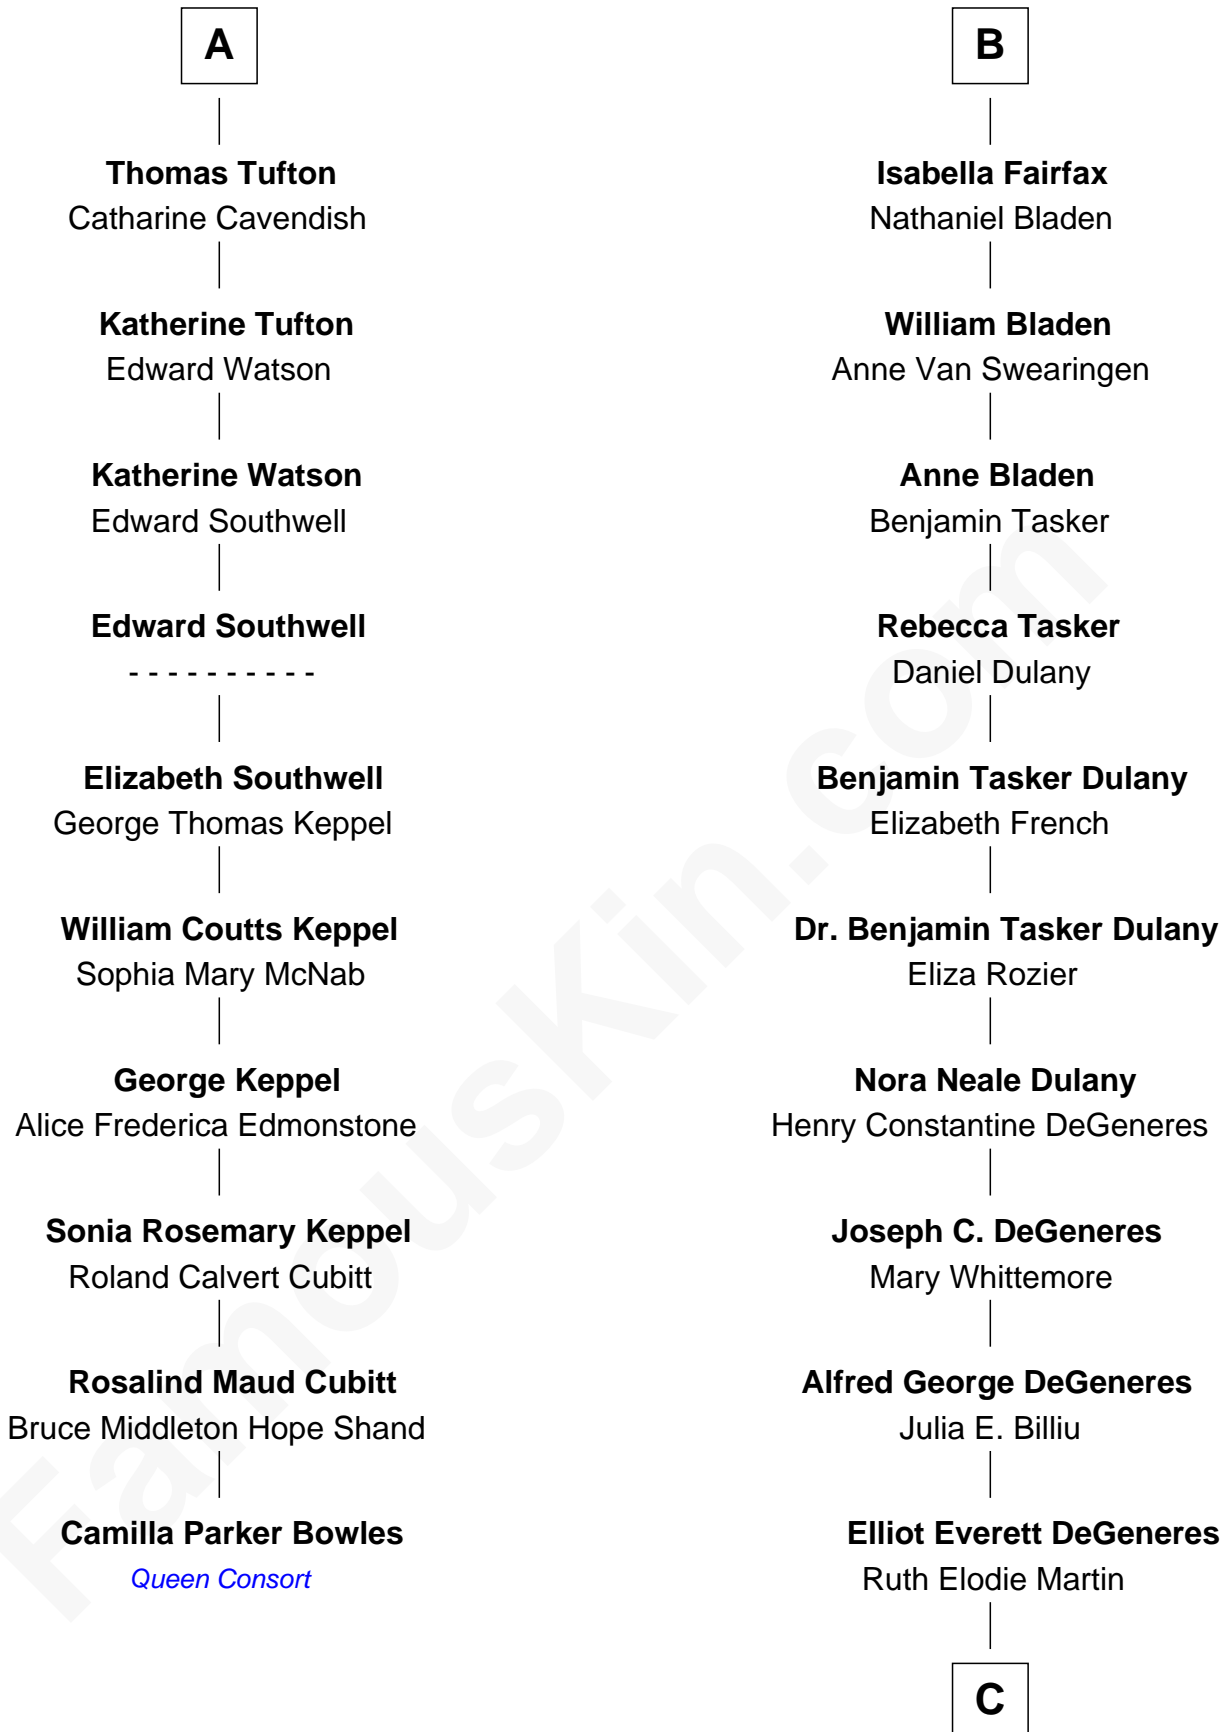 A
Thomas Tufton
Catharine Cavendish
Katherine Tufton
Edward Watson
Katherine Watson
Edward Southwell
Edward Southwell
- - - - - - - - - -
Elizabeth Southwell
George Thomas Keppel
William Coutts Keppel
Sophia Mary McNab
George Keppel
Alice Frederica Edmonstone
Sonia Rosemary Keppel
Roland Calvert Cubitt
Rosalind Maud Cubitt
Bruce Middleton Hope Shand
Camilla Parker Bowles
Queen Consort
B
Isabella Fairfax
Nathaniel Bladen
William Bladen
Anne Van Swearingen
Anne Bladen
Benjamin Tasker
Rebecca Tasker
Daniel Dulany
Benjamin Tasker Dulany
Elizabeth French
Dr. Benjamin Tasker Dulany
Eliza Rozier
Nora Neale Dulany
Henry Constantine DeGeneres
Joseph C. DeGeneres
Mary Whittemore
Alfred George DeGeneres
Julia E. Billiu
Elliot Everett DeGeneres
Ruth Elodie Martin
C
FamousKin.com